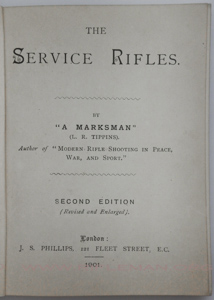 THE
SERVICE RIFLES.
BY
"A MARKSMAN"
(L. R. TIPPINS).
Author of "MODERN RIFLE-SHOOTING IN PEACE,
WAR, AND SPORT."
SECOND EDITION
(Revised and Enlarged).
London:
J. S. PHILLIPS, 121 FLEET STREET, E.C.
1901.